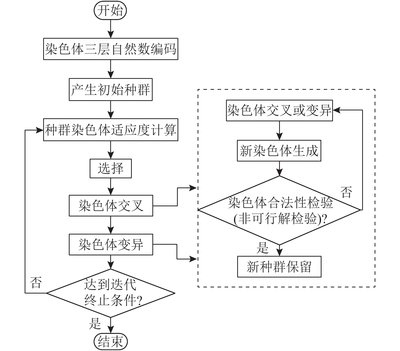 开始
染色体三层自然数编码
产生初始种群
种群染色体适应度计算
选择
染色体交叉
染色体变异
达到迭代
终止条件?
否
是
结束
染色体交叉或变异
新染色体生成
染色体合法性检验
(非可行解检验)?
否
是
新种群保留